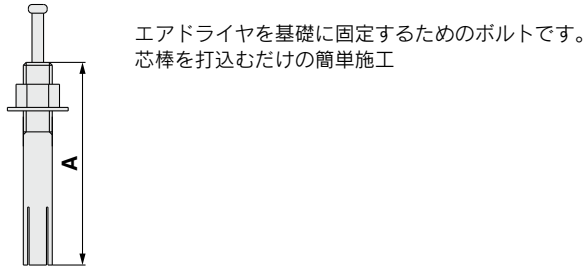 エアドライヤを基礎に固定するためのボルトです。
芯棒を打込むだけの簡単施工
A